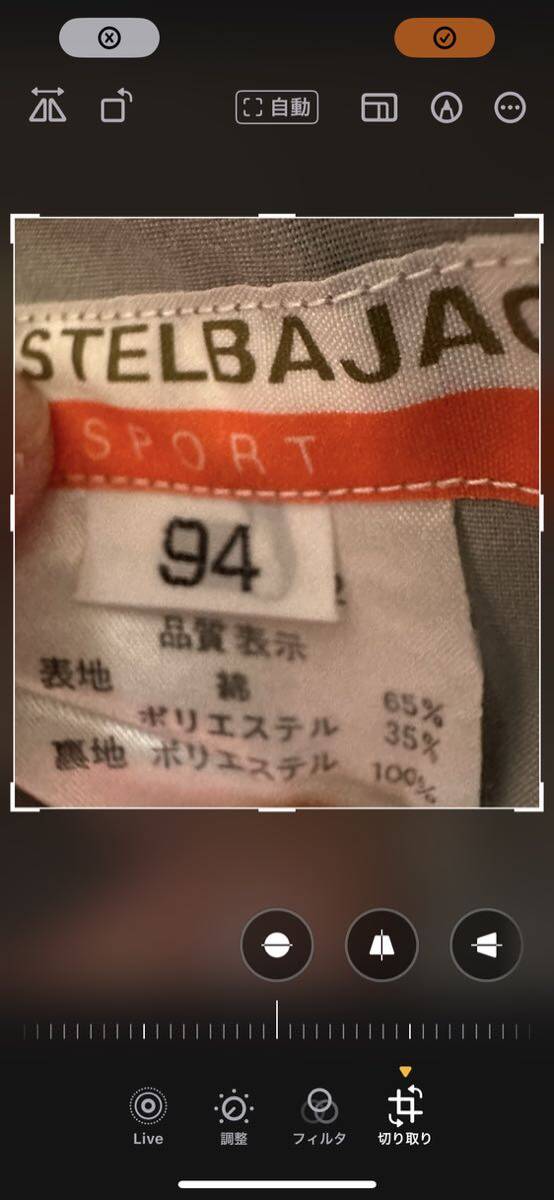 自動
STELBAJAC
SPORT
94
品質表示
表地 綿 65%
ポリエステル 35%
裏地 ポリエステル 100%
Live 調整 フィルタ 切り取り